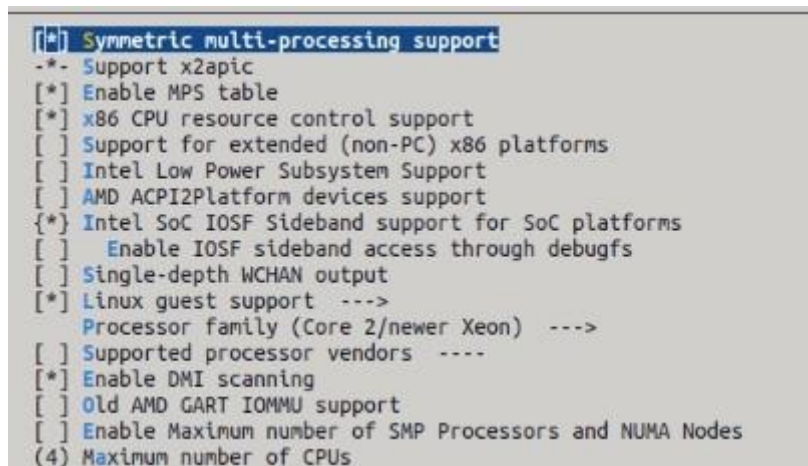 [*] Symmetric multi-processing support
-*- Support x2apic
[*] Enable MPS table
[*] x86 CPU resource control support
[ ] Support for extended (non-PC) x86 platforms
[ ] Intel Low Power Subsystem Support
[ ] AMD ACPI2Platform devices support
{*} Intel SoC IOSF Sideband support for SoC platforms
[ ]   Enable IOSF sideband access through debugfs
[ ] Single-depth WCHAN output
[*] Linux guest support  --->
    Processor family (Core 2/newer Xeon)  --->
[ ] Supported processor vendors  ----
[*] Enable DMI scanning
[ ] Old AMD GART IOMMU support
[ ] Enable Maximum number of SMP Processors and NUMA Nodes
(4) Maximum number of CPUs